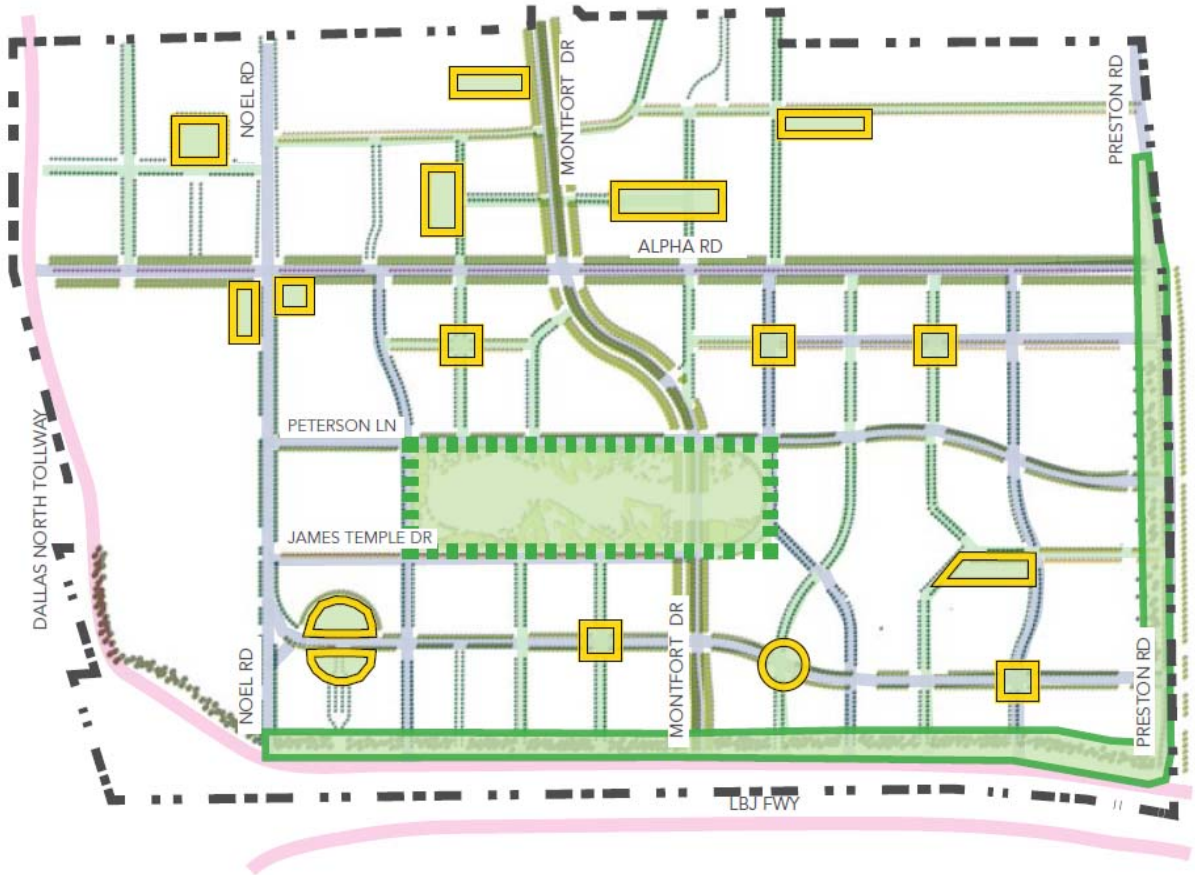 NOEL RD
MONTFORT DR
PRESTON RD
ALPHA RD
PETERSON LN
JAMES TEMPLE DR
DALLAS NORTH TOLLWAY
NOEL RD
MONTFORT DR
PRESTON RD
LBJ FWY